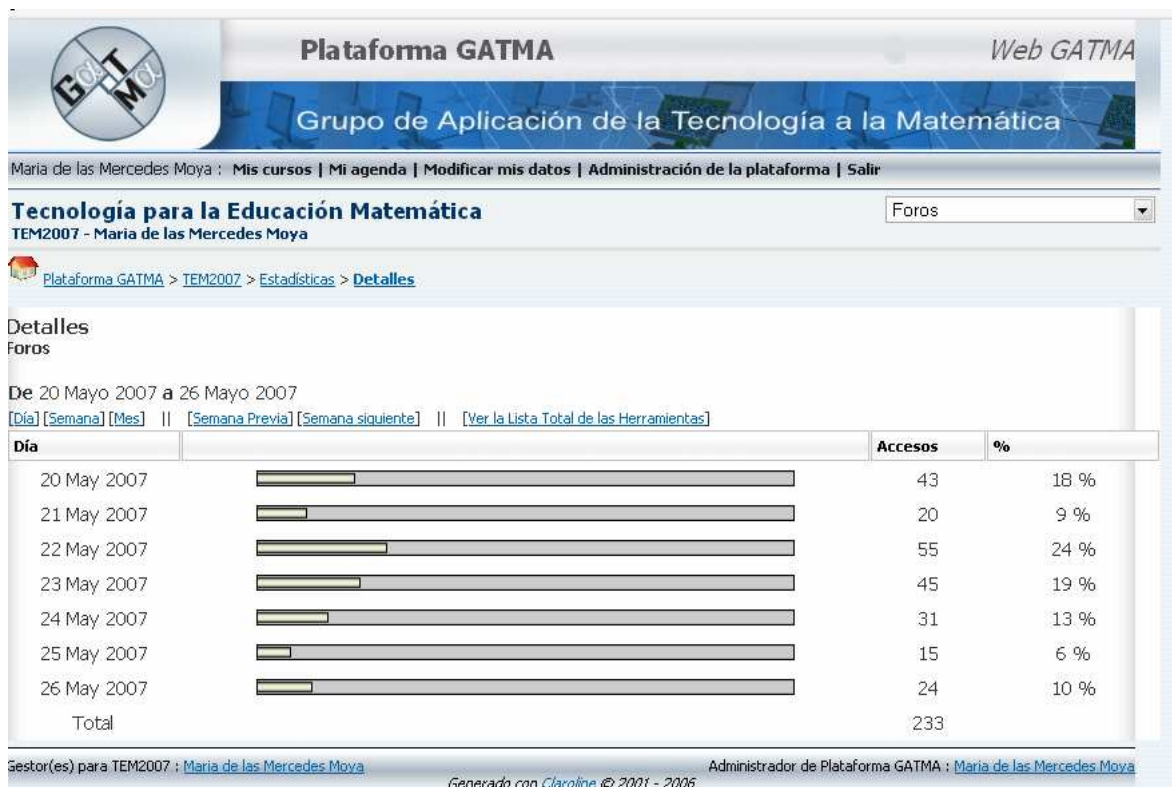 Gαt
TMα
Plataforma GATMA
Web GATMA
Grupo de Aplicación de la Tecnología a la Matemática
Maria de las Mercedes Moya : Mis cursos | Mi agenda | Modificar mis datos | Administración de la plataforma | Salir
Tecnología para la Educación Matemática
Foros
TEM2007 - Maria de las Mercedes Moya
Plataforma GATMA > TEM2007 > Estadísticas > Detalles
Detalles
Foros
De 20 Mayo 2007 a 26 Mayo 2007
[Día] [Semana] [Mes] || [Semana Previa] [Semana siguiente] || [Ver la Lista Total de las Herramientas]
Día Accesos %
20 May 2007 43 18 %
21 May 2007 20 9 %
22 May 2007 55 24 %
23 May 2007 45 19 %
24 May 2007 31 13 %
25 May 2007 15 6 %
26 May 2007 24 10 %
Total 233
Gestor(es) para TEM2007 : Maria de las Mercedes Moya
Administrador de Plataforma GATMA : Maria de las Mercedes Moya
Generado con Claroline © 2001 - 2006